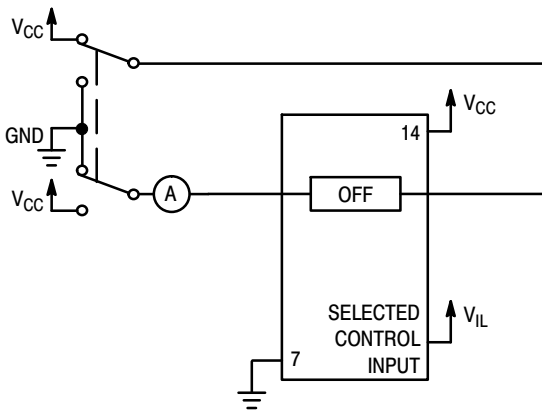 VCC
GND
VCC
A
14
VCC
OFF
SELECTED
CONTROL
INPUT
VIL
7